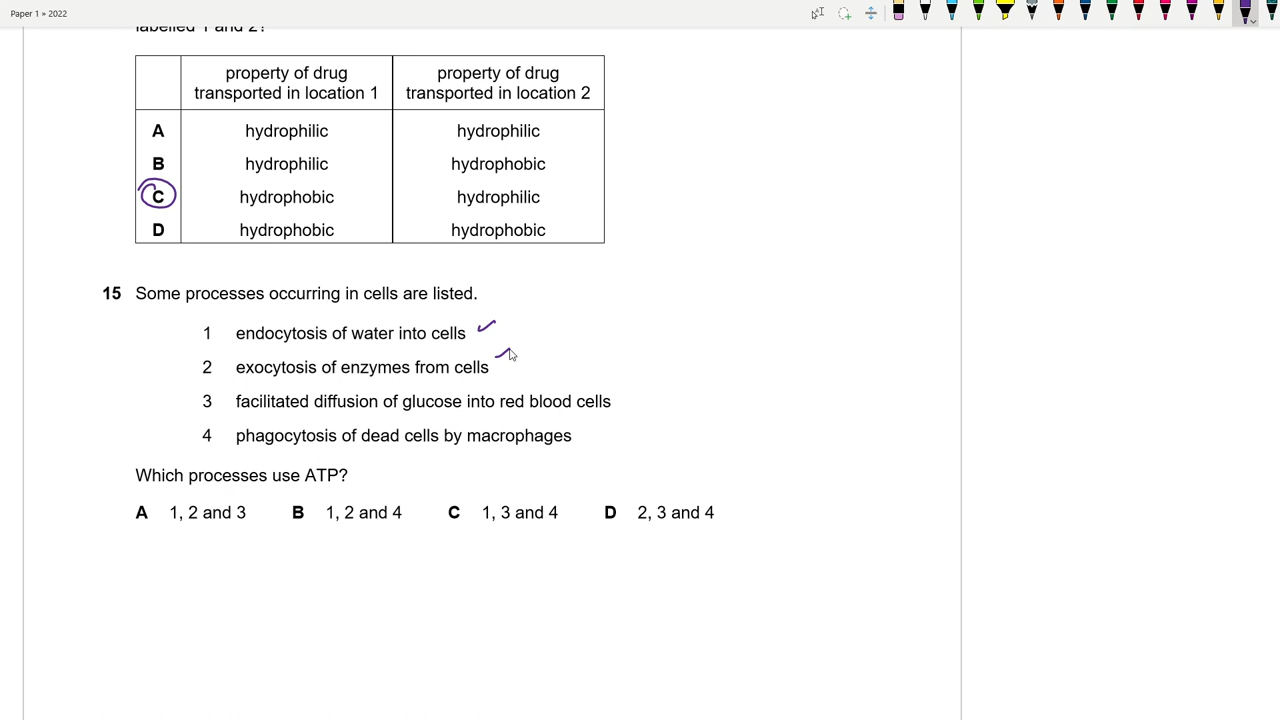 Paper 1 » 2022
labelled 1 and 2?
property of drug transported in location 1 property of drug transported in location 2
A hydrophilic hydrophilic
B hydrophilic hydrophobic
C hydrophobic hydrophilic
D hydrophobic hydrophobic
15 Some processes occurring in cells are listed.
1 endocytosis of water into cells
2 exocytosis of enzymes from cells
3 facilitated diffusion of glucose into red blood cells
4 phagocytosis of dead cells by macrophages
Which processes use ATP?
A 1, 2 and 3 B 1, 2 and 4 C 1, 3 and 4 D 2, 3 and 4